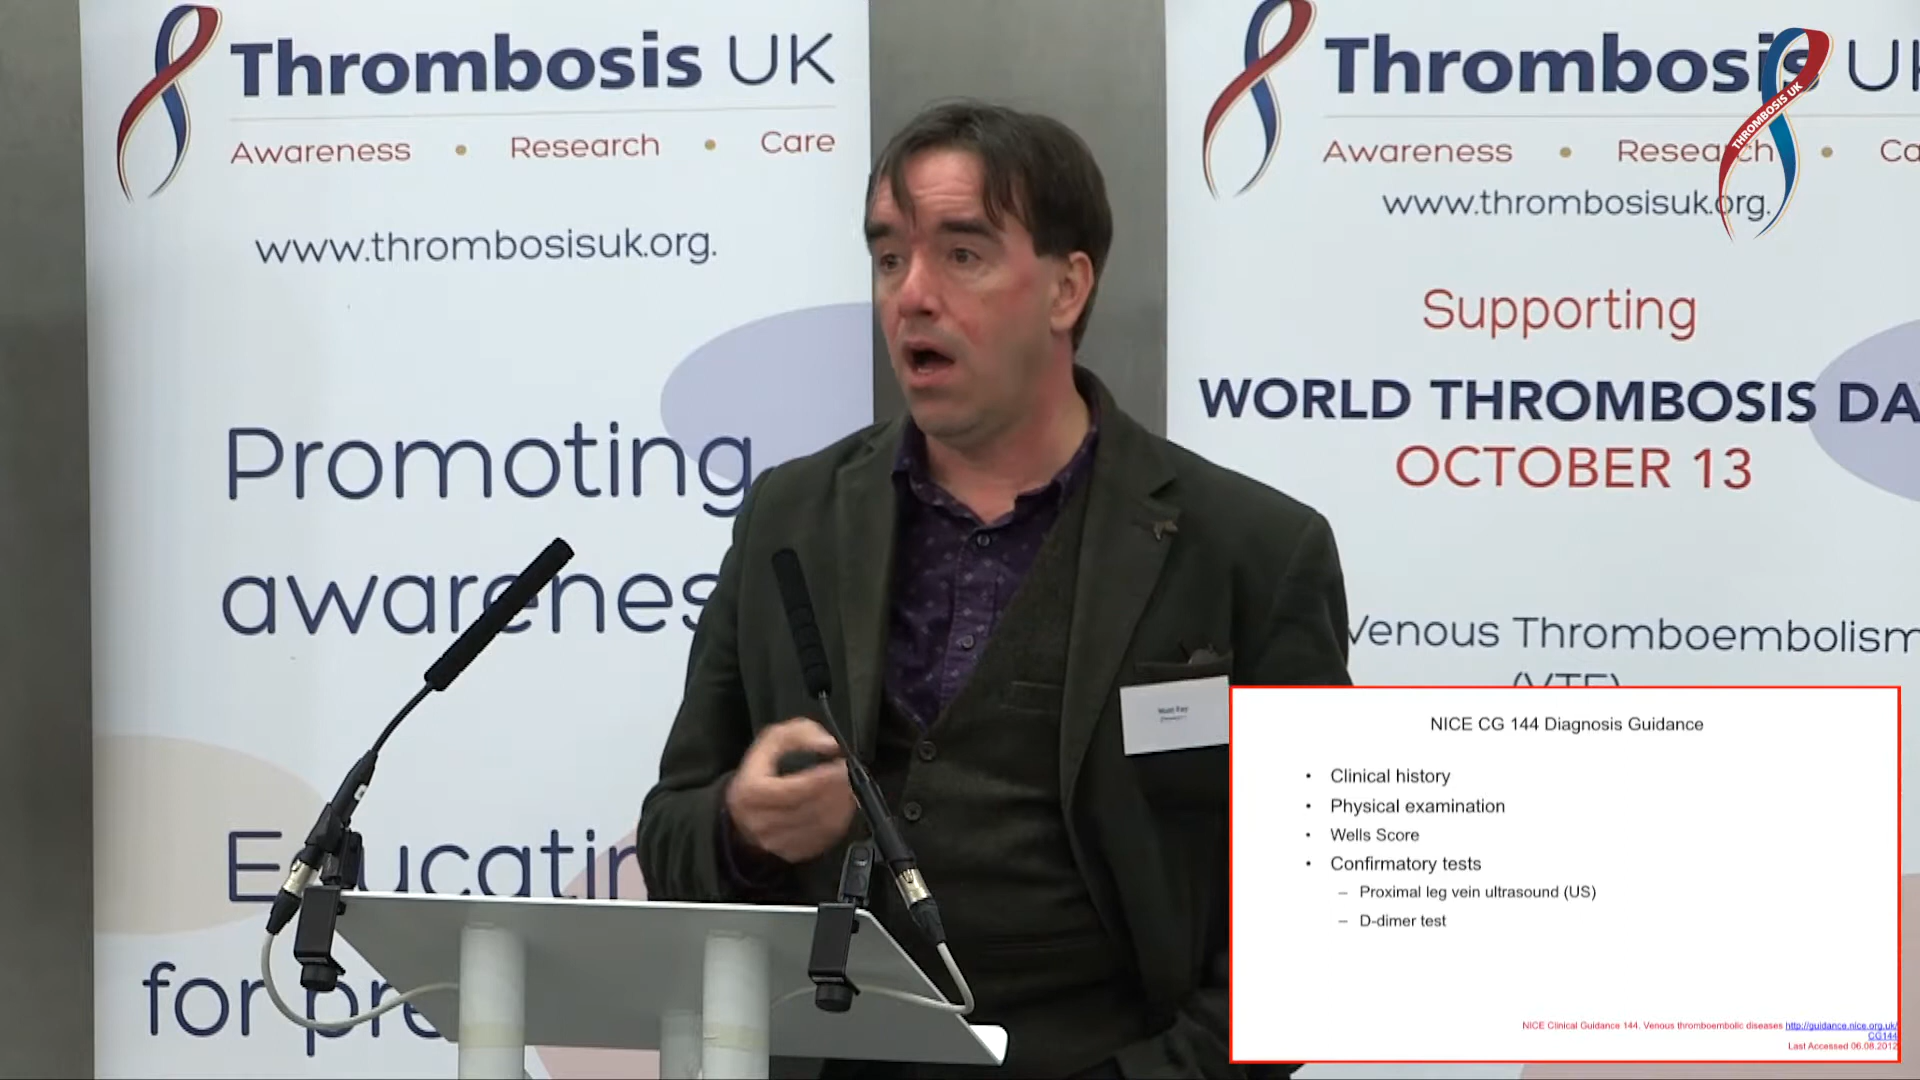 Thrombosis UK
Awareness • Research • Care
www.thrombosisuk.org.
Promoting
awarenes
Educatin
for pre
Thrombosis UK
Awareness • Research • Ca
www.thrombosisuk.org.
Supporting
WORLD THROMBOSIS DA
OCTOBER 13
Venous Thromboembolism
(VTE)
THROMBOSIS UK
NICE CG 144 Diagnosis Guidance
• Clinical history
• Physical examination
• Wells Score
• Confirmatory tests
– Proximal leg vein ultrasound (US)
– D-dimer test
NICE Clinical Guidance 144. Venous thromboembolic diseases http://guidance.nice.org.uk/
CG144
Last Accessed 06.08.2012